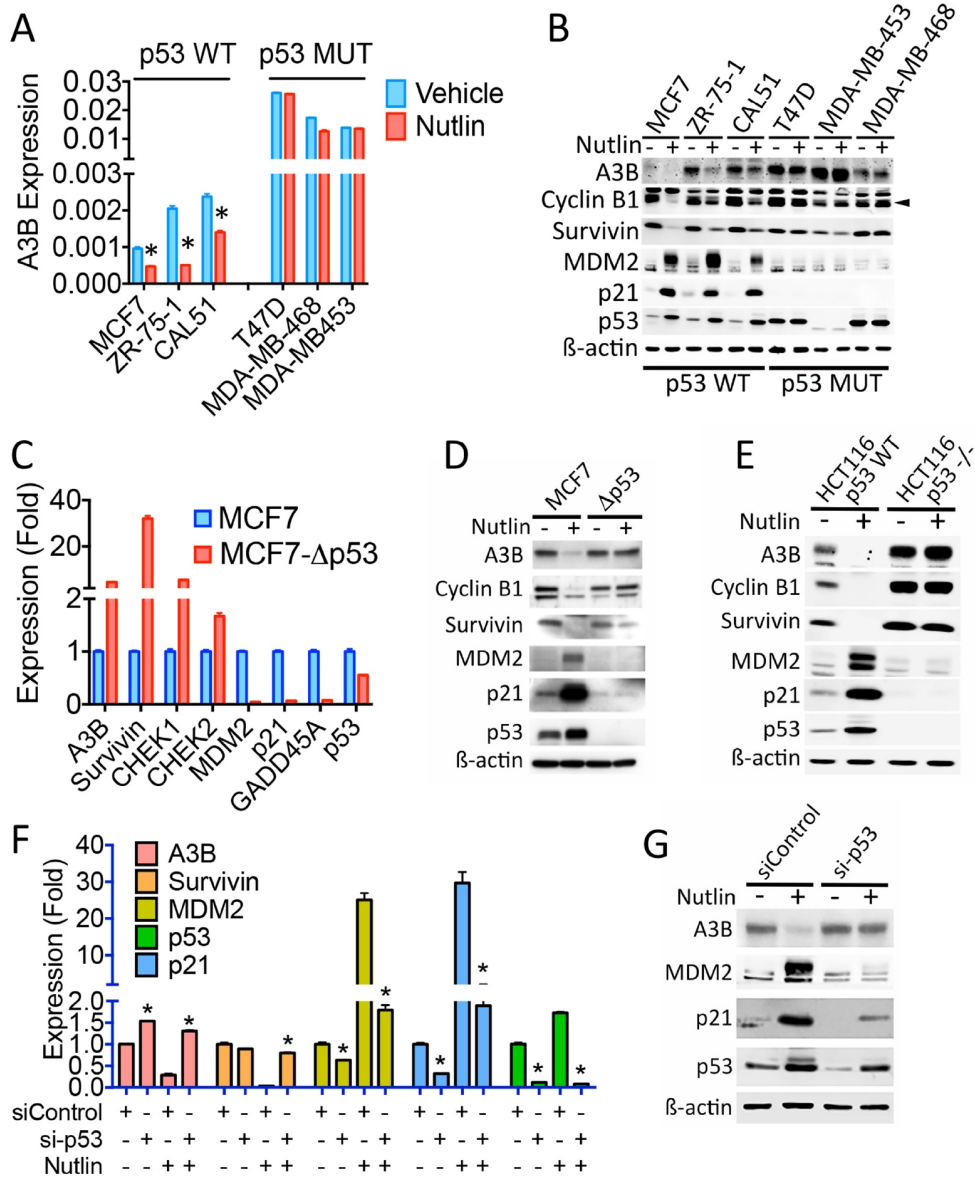 A
p53 WT
p53 MUT
A3B Expression
0.03
0.02
0.01
0.003
0.002
0.001
0.000
Vehicle
Nutlin
* * *
MCF7
ZR-75-1
CAL51
T47D
MDA-MB-468
MDA-MB453
B
MCF7
ZR-75-1
CAL51
T47D
MDA-MB-453
MDA-MB-468
Nutlin - + - + - + - + - + - +
A3B
Cyclin B1
Survivin
MDM2
p21
p53
ß-actin
p53 WT
p53 MUT
C
Expression (Fold)
40
20
2
1
0
MCF7
MCF7-Δp53
A3B
Survivin
CHEK1
CHEK2
MDM2
p21
GADD45A
p53
D
MCF7
Δp53
Nutlin - + - +
A3B
Cyclin B1
Survivin
MDM2
p21
p53
ß-actin
E
HCT116
p53 WT
HCT116
p53 -/-
Nutlin
- + - +
A3B
Cyclin B1
Survivin
MDM2
p21
p53
ß-actin
F
Expression (Fold)
40
30
20
10
2.0
1.5
1.0
0.5
0.0
A3B
Survivin
MDM2
p53
p21
* * * * * * * * *
siControl + - + - + - + - + - + - + - + - + - + -
si-p53 - + - + - + - + - + - + - + - + - + - +
Nutlin - - + + - - + + - - + + - - + + - - + +
G
siControl
si-p53
Nutlin - + - +
A3B
MDM2
p21
p53
ß-actin